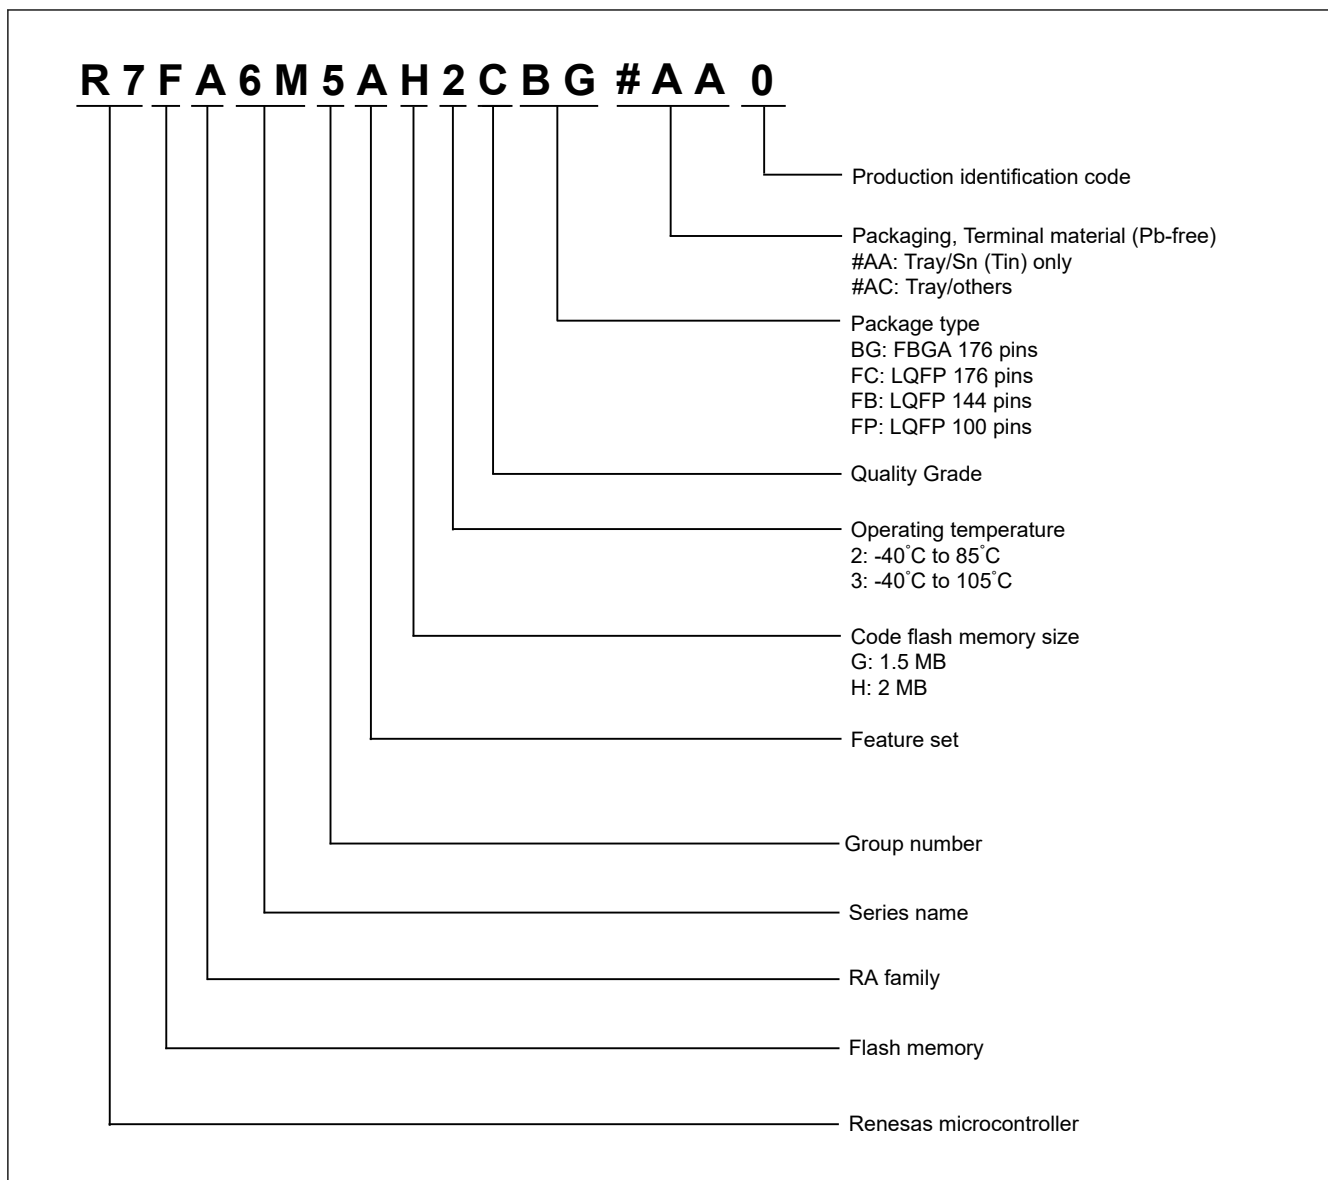 R 7 F A 6 M 5 A H 2 C B G # A A 0
Production identification code
Packaging, Terminal material (Pb-free)
#AA: Tray/Sn (Tin) only
#AC: Tray/others
Package type
BG: FBGA 176 pins
FC: LQFP 176 pins
FB: LQFP 144 pins
FP: LQFP 100 pins
Quality Grade
Operating temperature
2: -40°C to 85°C
3: -40°C to 105°C
Code flash memory size
G: 1.5 MB
H: 2 MB
Feature set
Group number
Series name
RA family
Flash memory
Renesas microcontroller